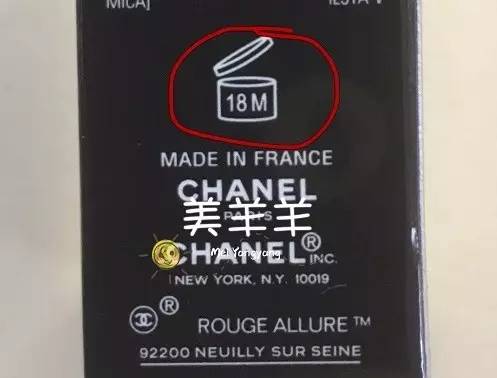 MICA]
18 M
MADE IN FRANCE
CHANEL
PARIS
美羊羊
Mei Yangyang
CHANEL® INC.
NEW YORK, N.Y. 10019
®
ROUGE ALLURE™
92200 NEUILLY SUR SEINE